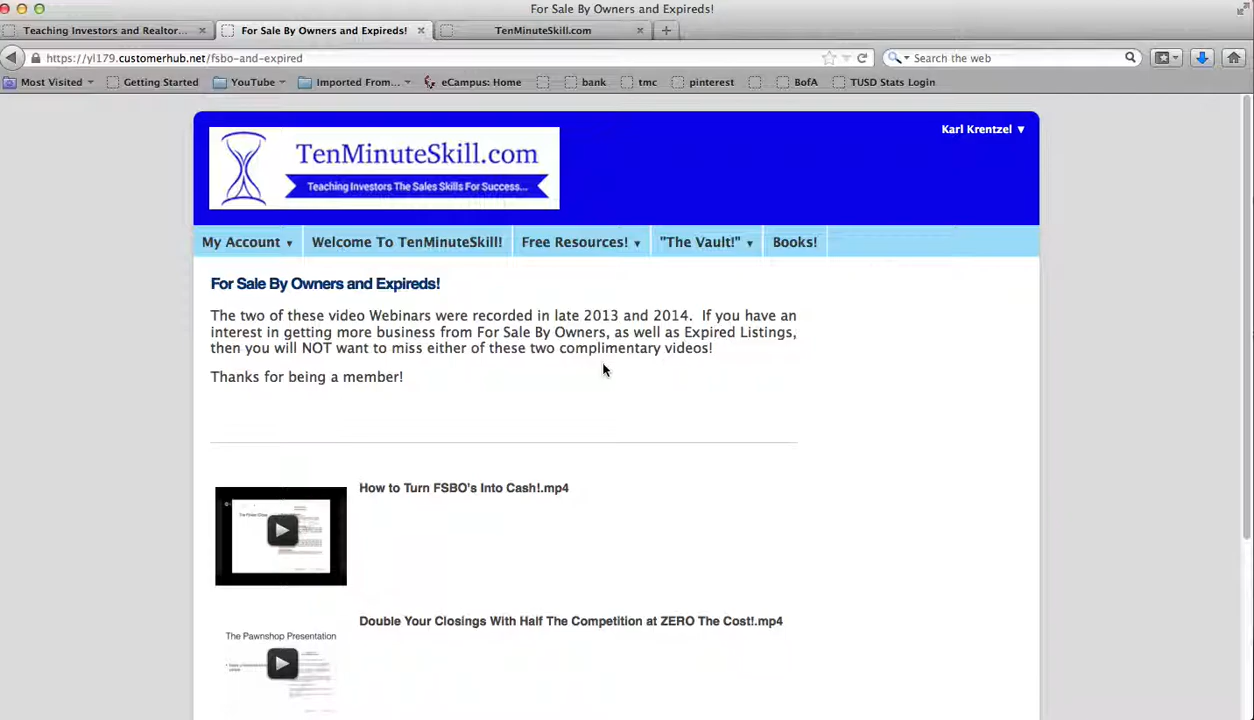 For Sale By Owners and Expireds!
Teaching Investors and Realtor...
For Sale By Owners and Expireds!
TenMinuteSkill.com
https://yl179.customerhub.net/fsbo-and-expired
Search the web
Most Visited
Getting Started
YouTube
Imported From...
eCampus: Home
bank
tmc
pinterest
BofA
TUSD Stats Login
TenMinuteSkill.com
Teaching Investors The Sales Skills For Success...
Karl Krentzel ▼
My Account ▼
Welcome To TenMinuteSkill!
Free Resources! ▼
"The Vault!" ▼
Books!
For Sale By Owners and Expireds!
The two of these video Webinars were recorded in late 2013 and 2014. If you have an
interest in getting more business from For Sale By Owners, as well as Expired Listings,
then you will NOT want to miss either of these two complimentary videos!
Thanks for being a member!
How to Turn FSBO's Into Cash!.mp4
Double Your Closings With Half The Competition at ZERO The Cost!.mp4
The Pawnshop Presentation